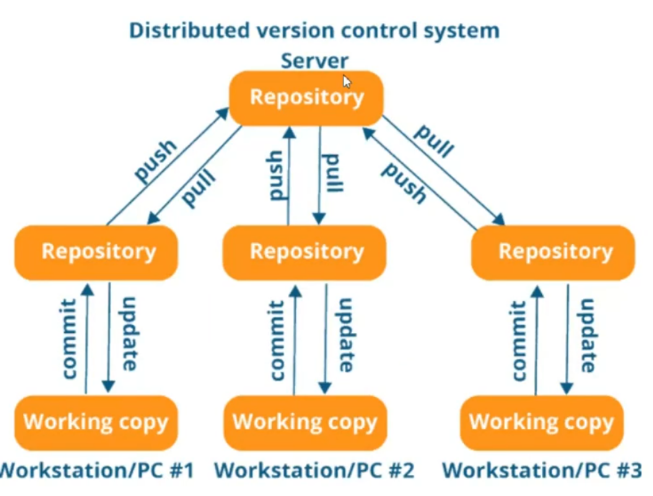 Distributed version control system
Server
Repository
push
pull
push
pull
push
pull
Repository
Repository
Repository
commit
update
commit
update
commit
update
Working copy
Working copy
Working copy
Workstation/PC #1
Workstation/PC #2
Workstation/PC #3